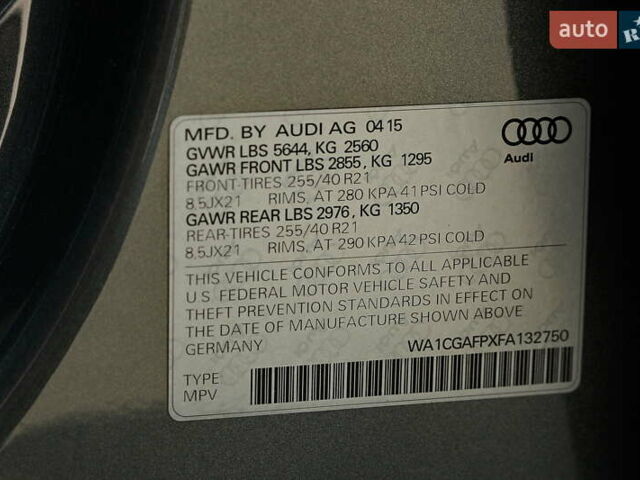 auto
R
MFD. BY AUDI AG 04 15
GVWR LBS 5644, KG 2560
GAWR FRONT LBS 2855, KG 1295
FRONT-TIRES 255/40 R21
8,5JX21 RIMS, AT 280 KPA 41 PSI COLD
GAWR REAR LBS 2976, KG 1350
REAR-TIRES 255/40 R21
8,5JX21 RIMS, AT 290 KPA 42 PSI COLD
Audi
THIS VEHICLE CONFORMS TO ALL APPLICABLE
U S FEDERAL MOTOR VEHICLE SAFETY AND
THEFT PREVENTION STANDARDS IN EFFECT ON
THE DATE OF MANUFACTURE SHOWN ABOVE
GERMANY WA1CGAFPXFA132750
TYPE
MPV